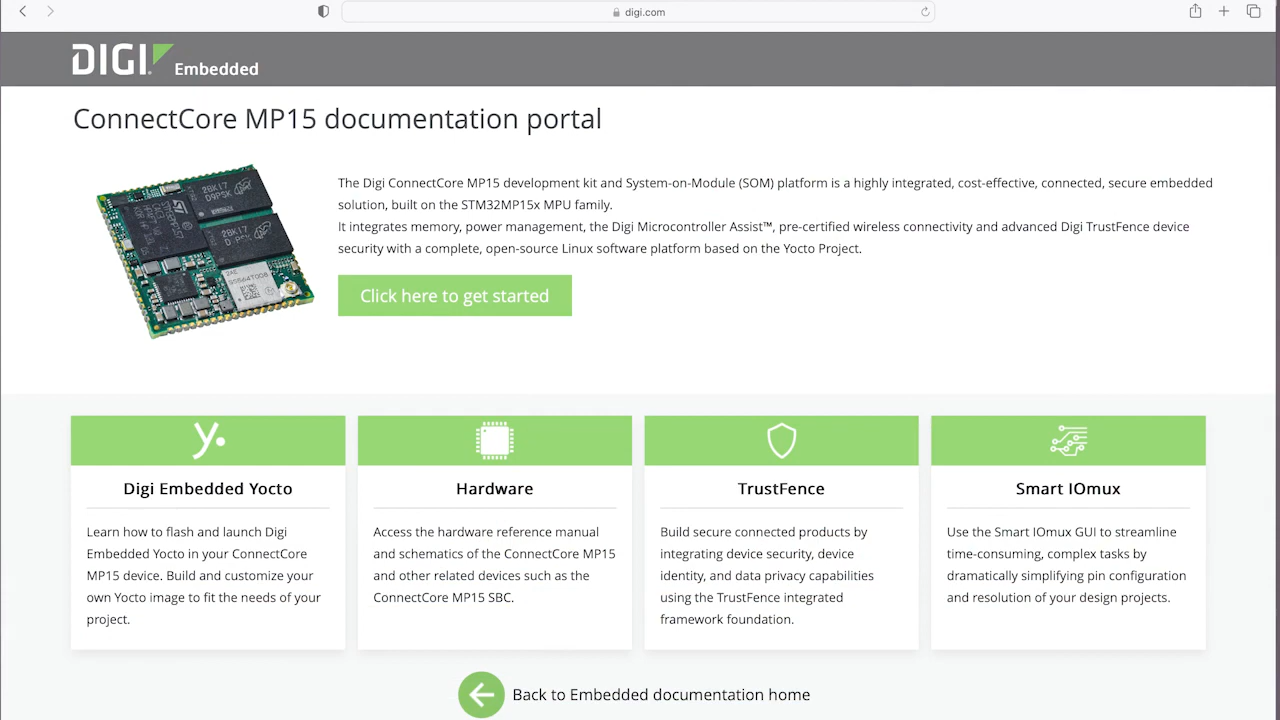 digi.com
DIGI
Embedded
ConnectCore MP15 documentation portal
The Digi ConnectCore MP15 development kit and System-on-Module (SOM) platform is a highly integrated, cost-effective, connected, secure embedded
solution, built on the STM32MP15x MPU family.
It integrates memory, power management, the Digi Microcontroller Assist™, pre-certified wireless connectivity and advanced Digi TrustFence device
security with a complete, open-source Linux software platform based on the Yocto Project.
2BK17
D9PSK
2BK17
Click here to get started
Digi Embedded Yocto
Learn how to flash and launch Digi
Embedded Yocto in your ConnectCore
MP15 device. Build and customize your
own Yocto image to fit the needs of your
project.
Hardware
Access the hardware reference manual
and schematics of the ConnectCore MP15
and other related devices such as the
ConnectCore MP15 SBC.
TrustFence
Build secure connected products by
integrating device security, device
identity, and data privacy capabilities
using the TrustFence integrated
framework foundation.
Smart IOmux
Use the Smart IOmux GUI to streamline
time-consuming, complex tasks by
dramatically simplifying pin configuration
and resolution of your design projects.
Back to Embedded documentation home